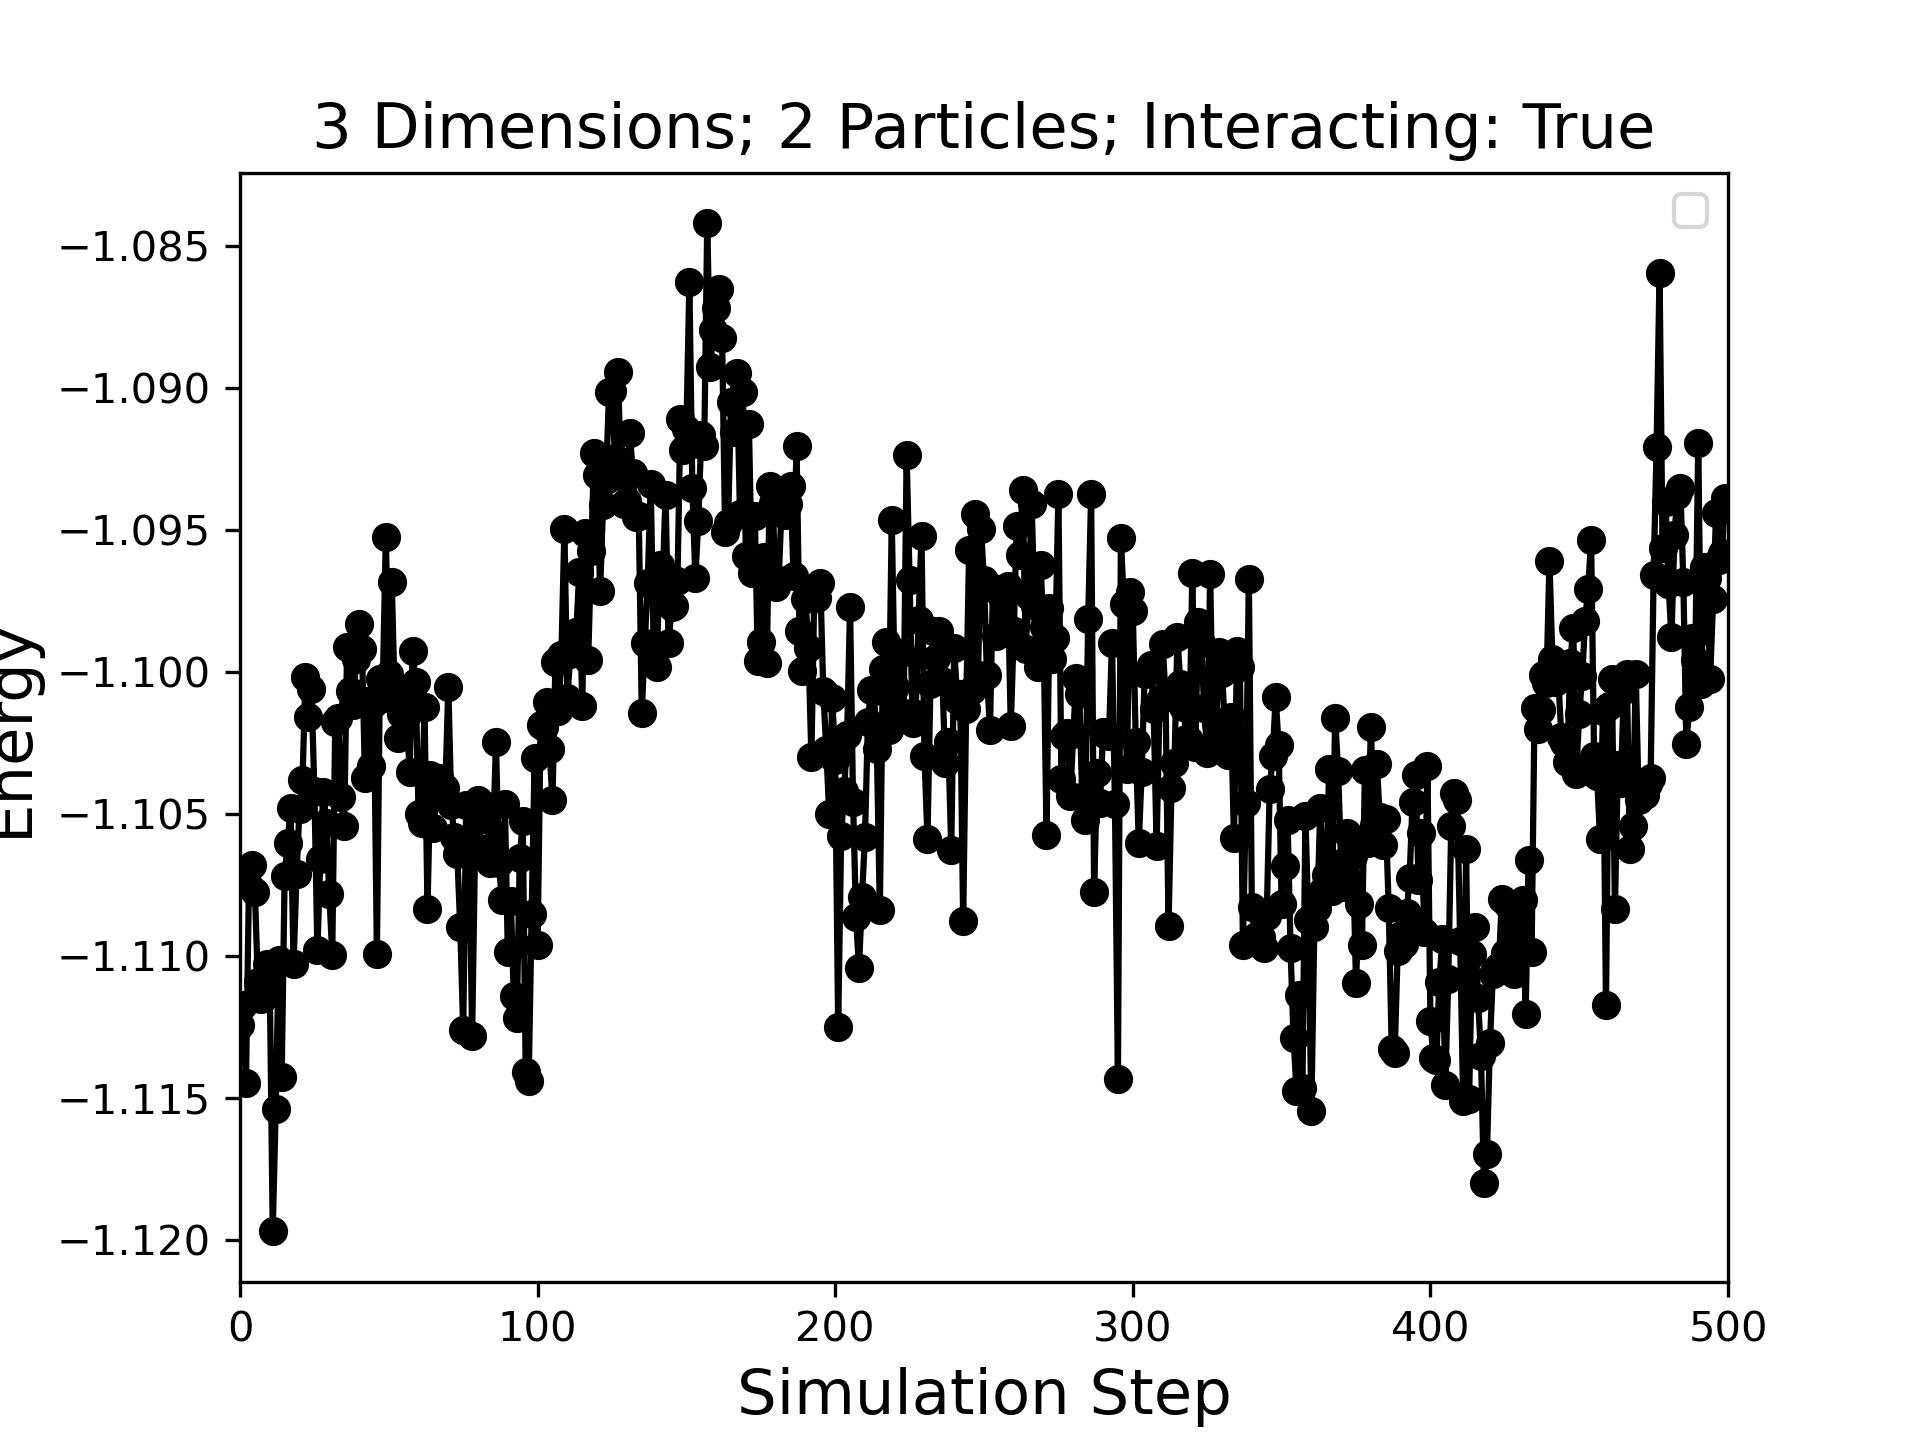 3 Dimensions; 2 Particles; Interacting: True
−1.085
−1.090
−1.095
−1.100
−1.105
−1.110
−1.115
−1.120
Energy
0 100 200 300 400 500
Simulation Step